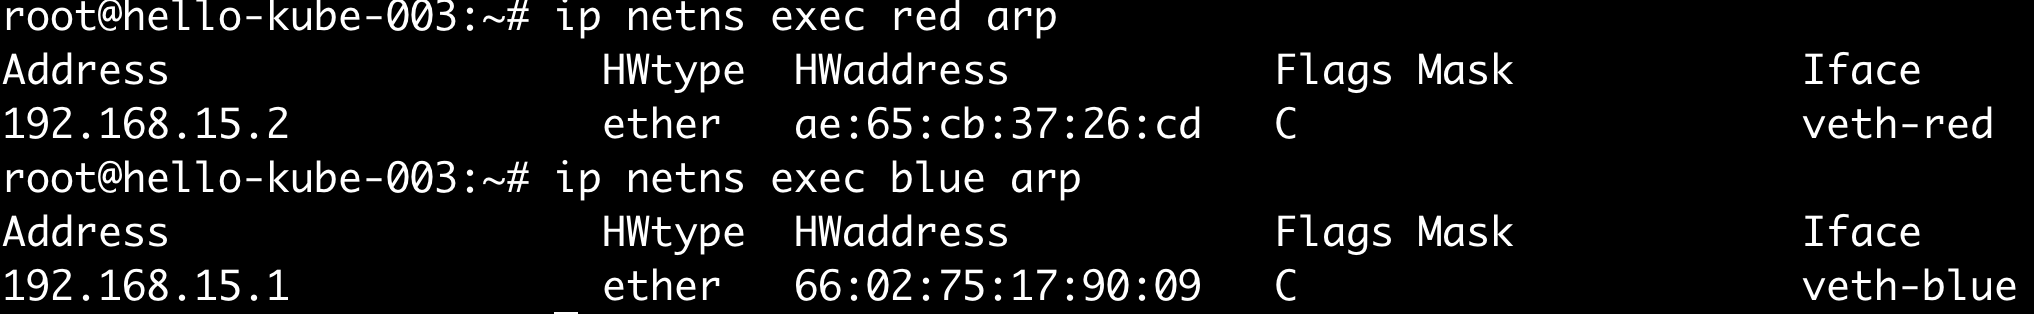 root@hello-kube-003:~# ip netns exec red arp
Address                  HWtype  HWaddress           Flags Mask            Iface
192.168.15.2             ether   ae:65:cb:37:26:cd   C                     veth-red
root@hello-kube-003:~# ip netns exec blue arp
Address                  HWtype  HWaddress           Flags Mask            Iface
192.168.15.1             ether   66:02:75:17:90:09   C                     veth-blue